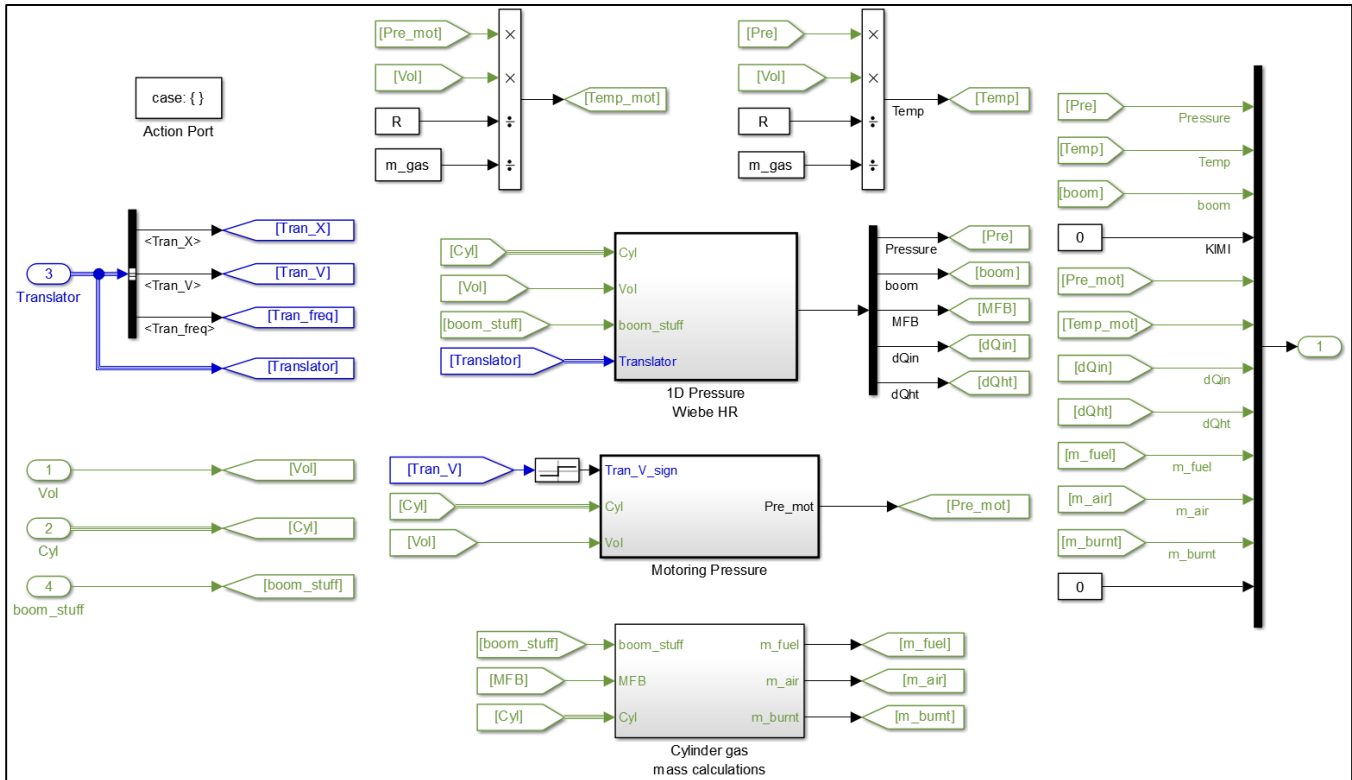 case: { }
Action Port
[Pre_mot]
[Vol]
R
m_gas
×
×
÷
÷
[Temp_mot]
[Pre]
[Vol]
R
m_gas
×
×
÷
÷
Temp
[Temp]
3
Translator
<Tran_X>
<Tran_V>
<Tran_freq>
[Tran_X]
[Tran_V]
[Tran_freq]
[Translator]
[Cyl]
[Vol]
[boom_stuff]
[Translator]
Cyl
Vol
boom_stuff
Translator
1D Pressure
Wiebe HR
Pressure
boom
MFB
dQin
dQht
[Pre]
[boom]
[MFB]
[dQin]
[dQht]
1
Vol
[Vol]
2
Cyl
[Cyl]
4
boom_stuff
[boom_stuff]
[Tran_V]
[Cyl]
[Vol]
Tran_V_sign
Cyl
Vol
Pre_mot
Motoring Pressure
[Pre_mot]
[boom_stuff]
[MFB]
[Cyl]
boom_stuff
MFB
Cyl
m_fuel
m_air
m_burnt
Cylinder gas
mass calculations
[m_fuel]
[m_air]
[m_burnt]
[Pre]
Pressure
[Temp]
Temp
[boom]
boom
0
KIMI
[Pre_mot]
[Temp_mot]
[dQin]
dQin
[dQht]
dQht
[m_fuel]
m_fuel
[m_air]
m_air
[m_burnt]
m_burnt
0
1